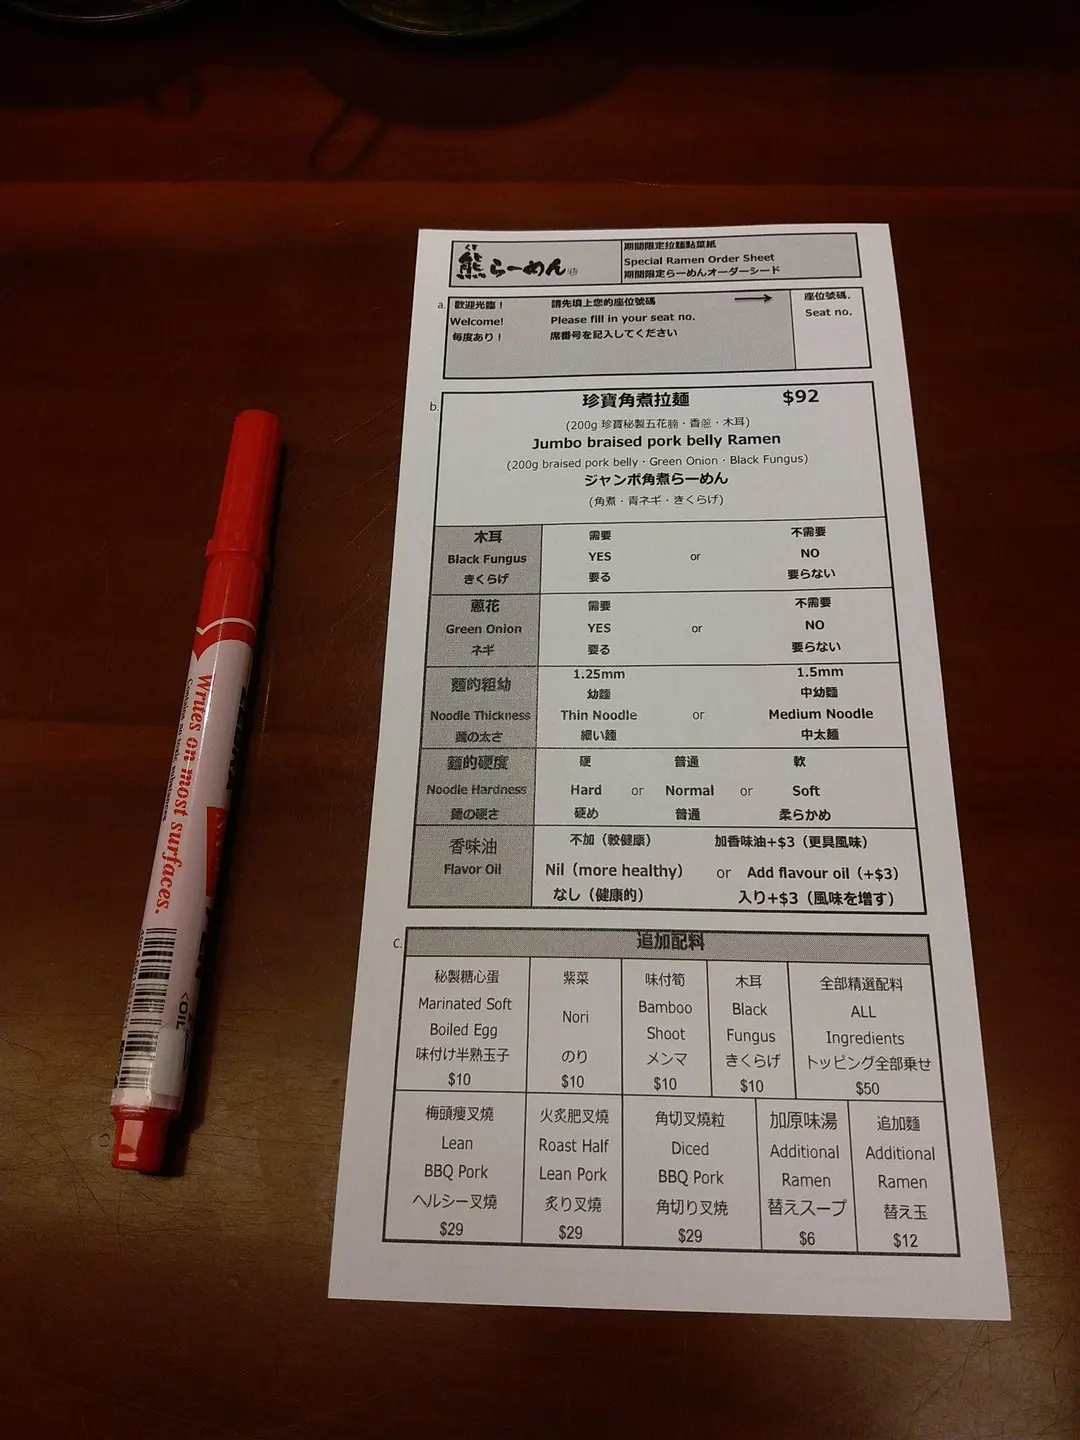 くま
熊らーめん
期間限定拉麵點菜紙
Special Ramen Order Sheet
期間限定らーめんオーダーシード
a.
歡迎光臨！ 請先填上您的座位號碼 →
Welcome! Please fill in your seat no.
毎度あり！ 席番号を記入してください
座位號碼.
Seat no.
b.
珍寶角煮拉麵 $92
(200g 珍寶秘製五花腩・香蔥・木耳)
Jumbo braised pork belly Ramen
(200g braised pork belly・Green Onion・Black Fungus)
ジャンボ角煮らーめん
(角煮・青ネギ・きくらげ)
木耳 需要 不需要
Black Fungus YES or NO
きくらげ 要る 要らない
蔥花 需要 不需要
Green Onion YES or NO
ネギ 要る 要らない
麵的粗幼 1.25mm 1.5mm
幼麵 中幼麵
Noodle Thickness Thin Noodle or Medium Noodle
麺の太さ 細い麺 中太麺
麵的硬度 硬 普通 軟
Noodle Hardness Hard or Normal or Soft
麺の硬さ 硬め 普通 柔らかめ
香味油 不加（較健康） 加香味油+$3（更具風味）
Flavor Oil Nil（more healthy） or Add flavour oil（+$3）
なし（健康的） 入り+$3（風味を増す）
c.
追加配料
秘製糖心蛋
Marinated Soft
Boiled Egg
味付け半熟玉子
$10
紫菜
Nori
のり
$10
味付筍
Bamboo
Shoot
メンマ
$10
木耳
Black
Fungus
きくらげ
$10
全部精選配料
ALL
Ingredients
トッピング全部乗せ
$50
梅頭瘦叉燒
Lean
BBQ Pork
ヘルシー叉燒
$29
火炙肥叉燒
Roast Half
Lean Pork
炙り叉燒
$29
角切叉燒粒
Diced
BBQ Pork
角切り叉焼
$29
加原味湯
Additional
Ramen
替えスープ
$6
追加麵
Additional
Ramen
替え玉
$12
Writes on most surfaces.
Contains no toxic substances
<OIL